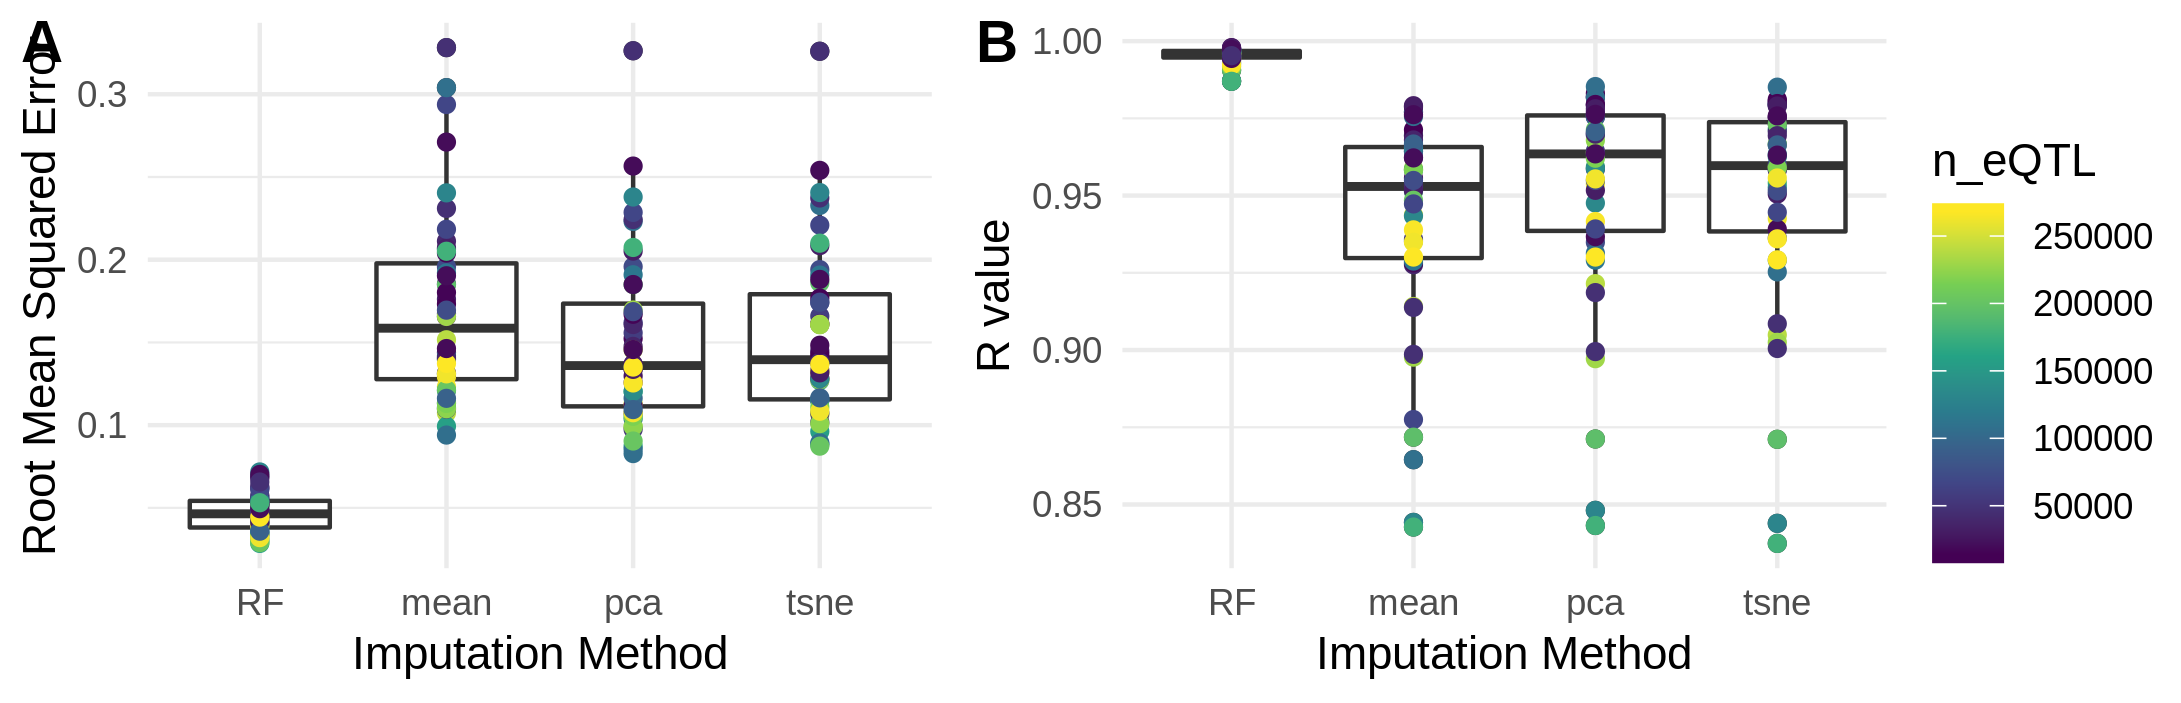 A
Root Mean Squared Error
0.3
0.2
0.1
RF
mean
pca
tsne
Imputation Method
B
R value
1.00
0.95
0.90
0.85
RF
mean
pca
tsne
Imputation Method
n_eQTL
250000
200000
150000
100000
50000